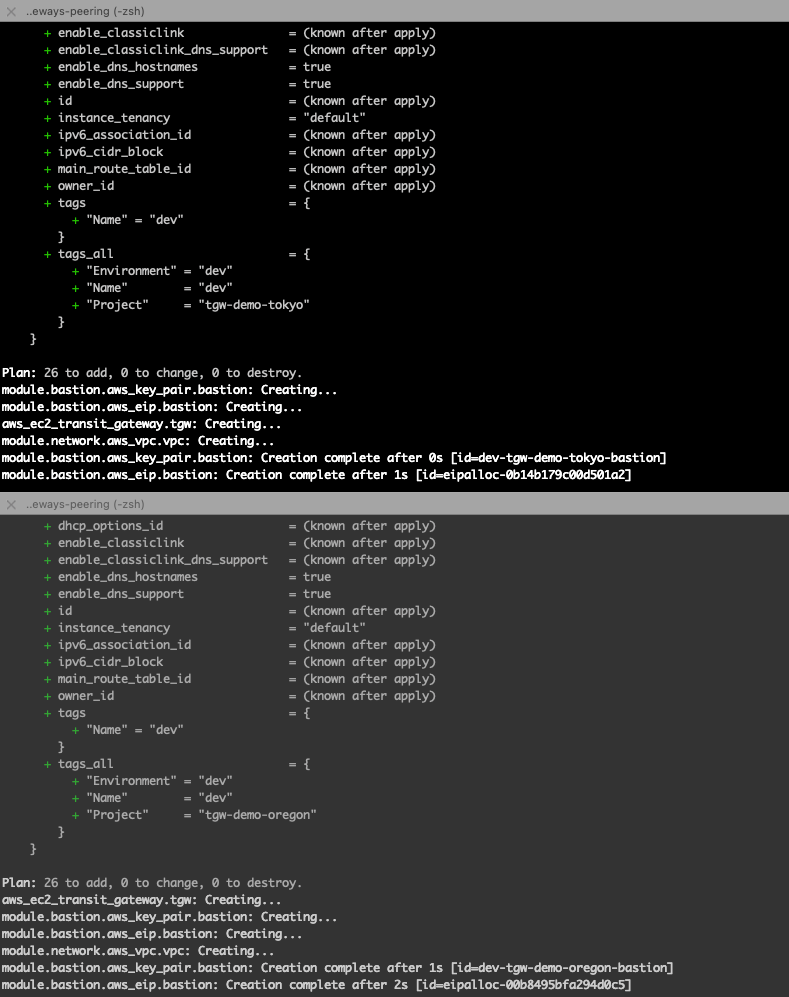 ..eways-peering (-zsh)
+ enable_classiclink = (known after apply)
+ enable_classiclink_dns_support = (known after apply)
+ enable_dns_hostnames = true
+ enable_dns_support = true
+ id = (known after apply)
+ instance_tenancy = "default"
+ ipv6_association_id = (known after apply)
+ ipv6_cidr_block = (known after apply)
+ main_route_table_id = (known after apply)
+ owner_id = (known after apply)
+ tags = {
+ "Name" = "dev"
}
+ tags_all = {
+ "Environment" = "dev"
+ "Name" = "dev"
+ "Project" = "tgw-demo-tokyo"
}
}
Plan: 26 to add, 0 to change, 0 to destroy.
module.bastion.aws_key_pair.bastion: Creating...
module.bastion.aws_eip.bastion: Creating...
aws_ec2_transit_gateway.tgw: Creating...
module.network.aws_vpc.vpc: Creating...
module.bastion.aws_key_pair.bastion: Creation complete after 0s [id=dev-tgw-demo-tokyo-bastion]
module.bastion.aws_eip.bastion: Creation complete after 1s [id=eipalloc-0b14b179c00d501a2]
..eways-peering (-zsh)
+ dhcp_options_id = (known after apply)
+ enable_classiclink = (known after apply)
+ enable_classiclink_dns_support = (known after apply)
+ enable_dns_hostnames = true
+ enable_dns_support = true
+ id = (known after apply)
+ instance_tenancy = "default"
+ ipv6_association_id = (known after apply)
+ ipv6_cidr_block = (known after apply)
+ main_route_table_id = (known after apply)
+ owner_id = (known after apply)
+ tags = {
+ "Name" = "dev"
}
+ tags_all = {
+ "Environment" = "dev"
+ "Name" = "dev"
+ "Project" = "tgw-demo-oregon"
}
}
Plan: 26 to add, 0 to change, 0 to destroy.
aws_ec2_transit_gateway.tgw: Creating...
module.bastion.aws_key_pair.bastion: Creating...
module.bastion.aws_eip.bastion: Creating...
module.network.aws_vpc.vpc: Creating...
module.bastion.aws_key_pair.bastion: Creation complete after 1s [id=dev-tgw-demo-oregon-bastion]
module.bastion.aws_eip.bastion: Creation complete after 2s [id=eipalloc-00b8495bfa294d0c5]